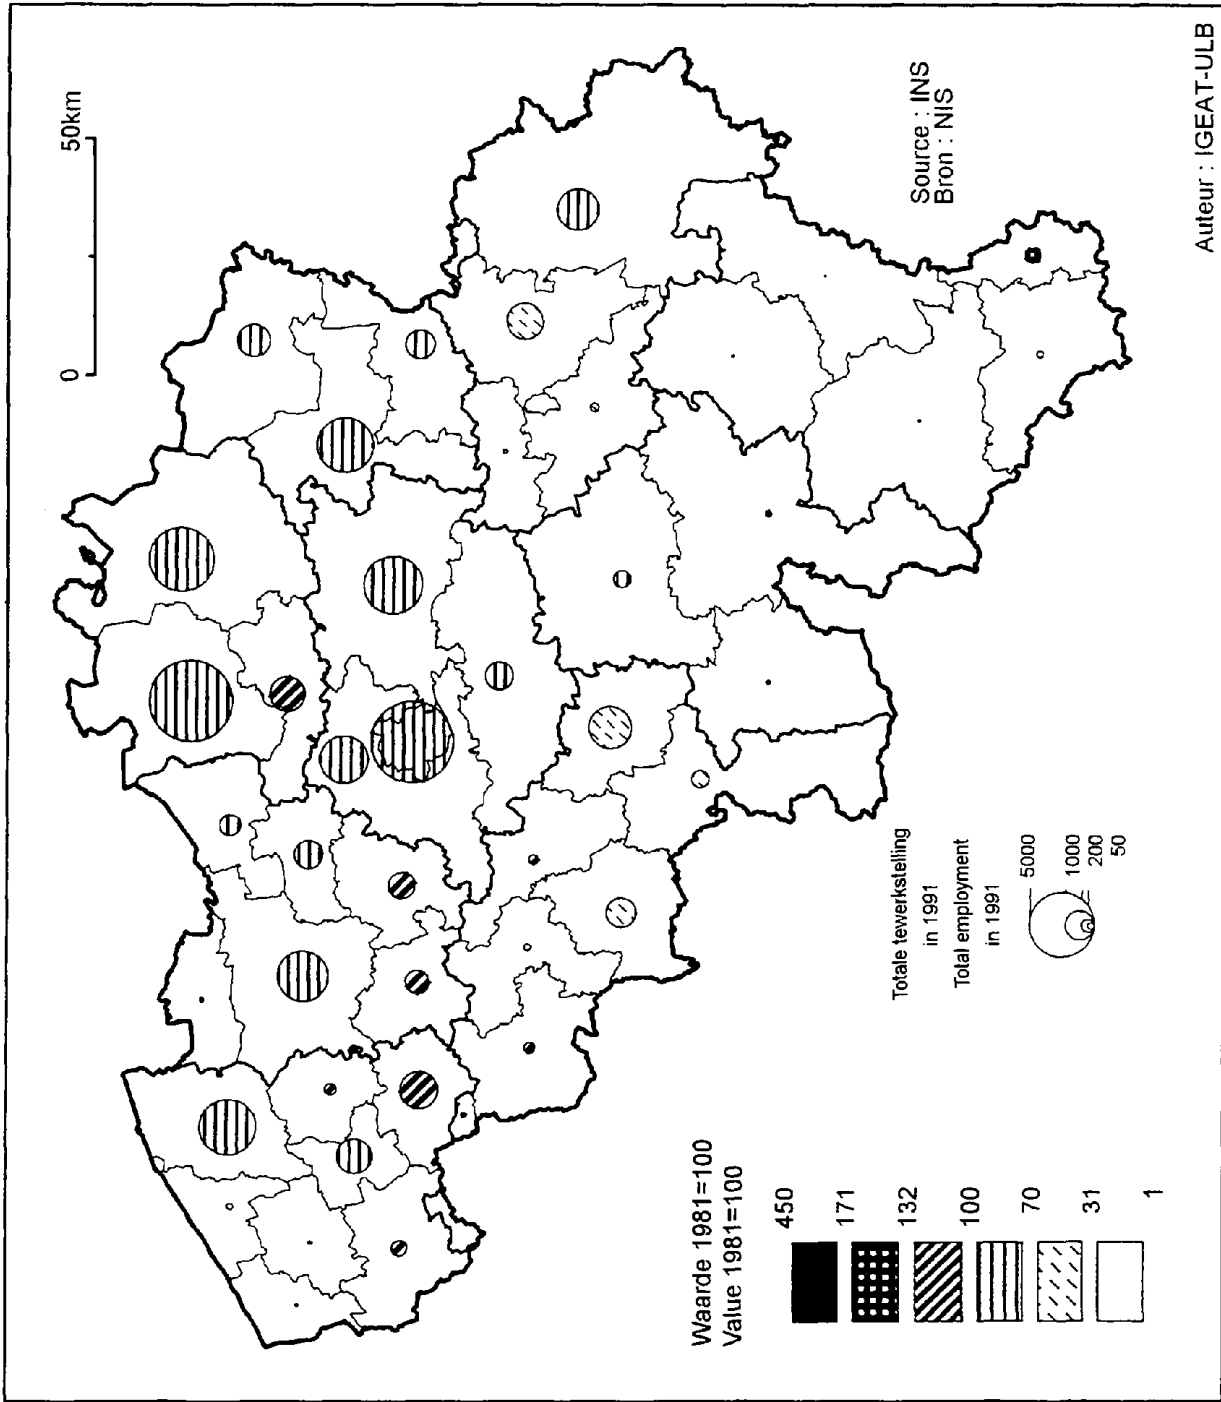 0 50km
Source : INS
Bron : NIS
Auteur : IGEAT-ULB
Totale tewerkstelling
in 1991
Total employment
in 1991
5000
1000
200
50
Waarde 1981=100
Value 1981=100
450
171
132
100
70
31
1